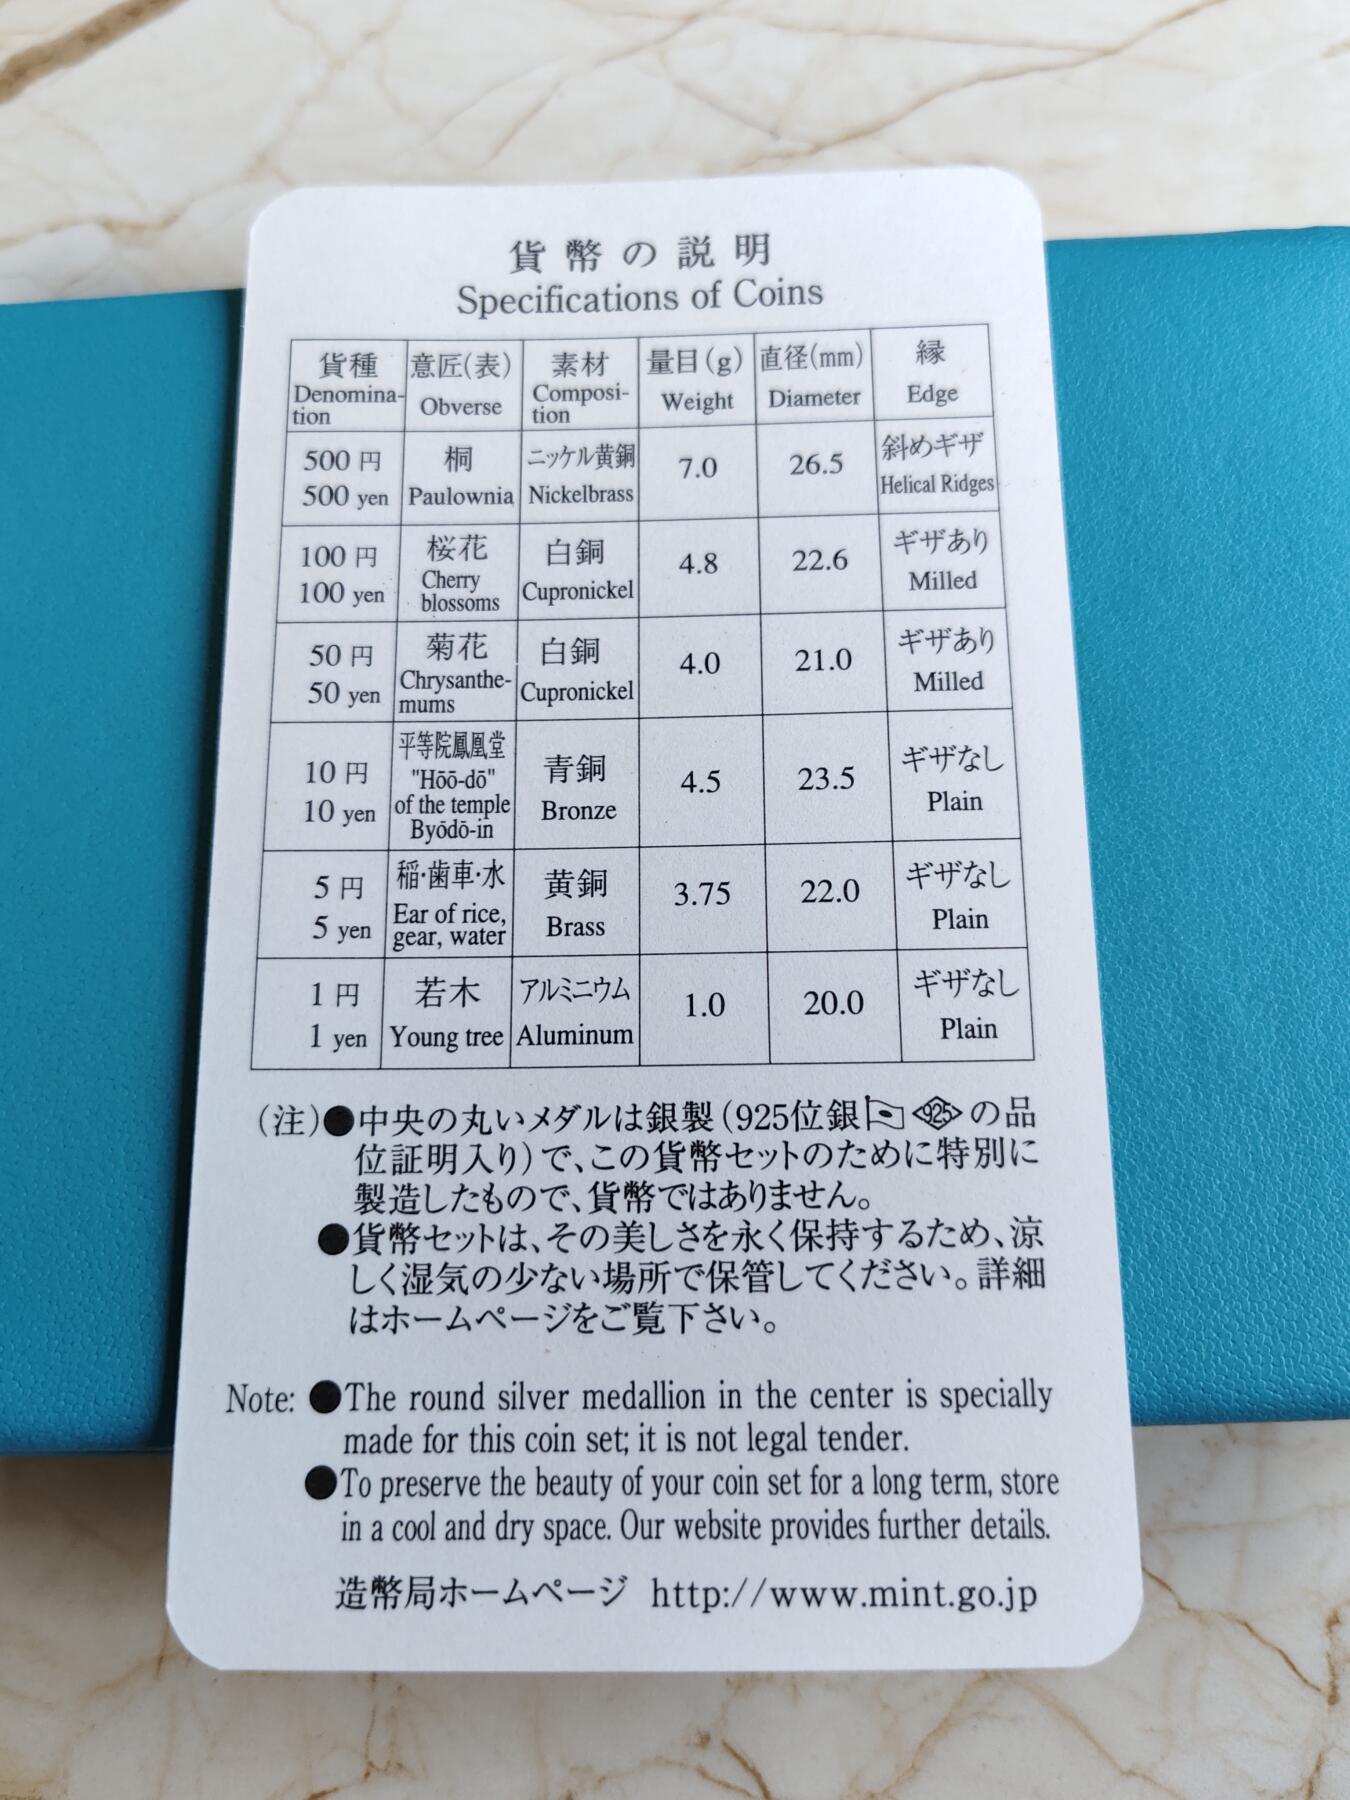 貨幣の説明
Specifications of Coins
貨種 意匠(表) 素材 量目(g) 直径(mm) 縁
Denomina-tion Obverse Composi-tion Weight Diameter Edge
500円 桐 ニッケル黄銅 7.0 26.5 斜めギザ
500 yen Paulownia Nickelbrass Helical Ridges
100円 桜花 白銅 4.8 22.6 ギザあり
100 yen Cherry blossoms Cupronickel Milled
50円 菊花 白銅 4.0 21.0 ギザあり
50 yen Chrysanthe-mums Cupronickel Milled
10円 平等院鳳凰堂 青銅 4.5 23.5 ギザなし
10 yen "Hōō-dō" of the temple Byōdō-in Bronze Plain
5円 稲・歯車・水 黄銅 3.75 22.0 ギザなし
5 yen Ear of rice, gear, water Brass Plain
1円 若木 アルミニウム 1.0 20.0 ギザなし
1 yen Young tree Aluminum Plain
(注)●中央の丸いメダルは銀製(925位銀 925 の品
位証明入り)で、この貨幣セットのために特別に
製造したもので、貨幣ではありません。
●貨幣セットは、その美しさを永く保持するため、涼
しく湿気の少ない場所で保管してください。詳細
はホームページをご覧下さい。
Note: ●The round silver medallion in the center is specially
made for this coin set; it is not legal tender.
●To preserve the beauty of your coin set for a long term, store
in a cool and dry space. Our website provides further details.
造幣局ホームページ http://www.mint.go.jp